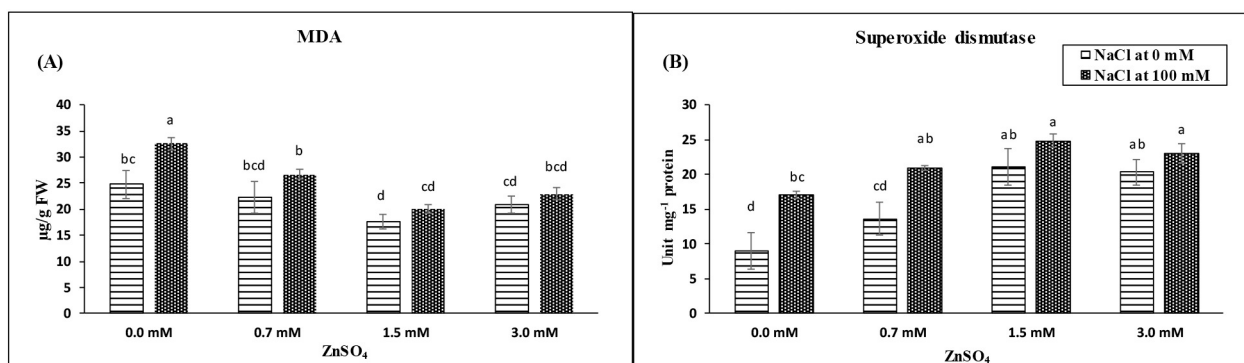 MDA
(A)
µg/g FW
40
35
30
25
20
15
10
5
0
bc
a
bcd
b
d
cd
cd
bcd
0.0 mM
0.7 mM
1.5 mM
3.0 mM
ZnSO₄
Superoxide dismutase
(B)
NaCl at 0 mM
NaCl at 100 mM
Unit mg⁻¹ protein
30
25
20
15
10
5
0
d
bc
cd
ab
ab
a
ab
a
0.0 mM
0.7 mM
1.5 mM
3.0 mM
ZnSO₄